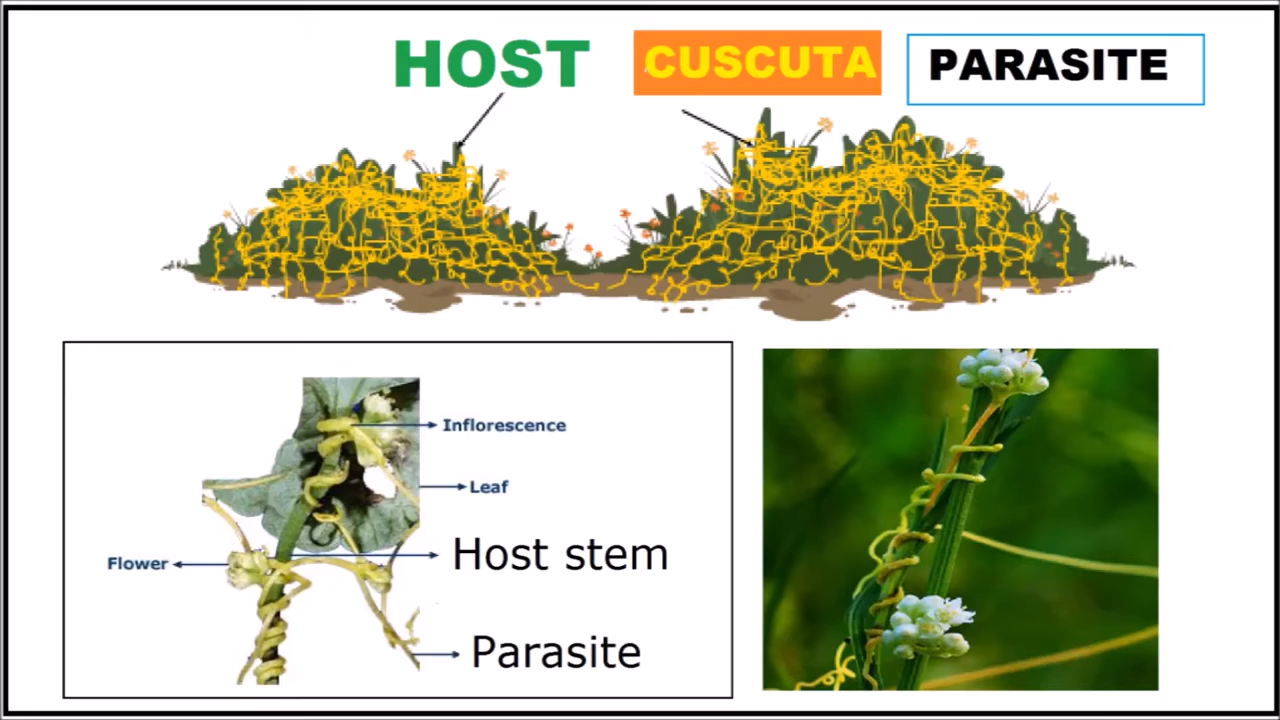 HOST
CUSCUTA
PARASITE
Inflorescence
Leaf
Host stem
Flower
Parasite